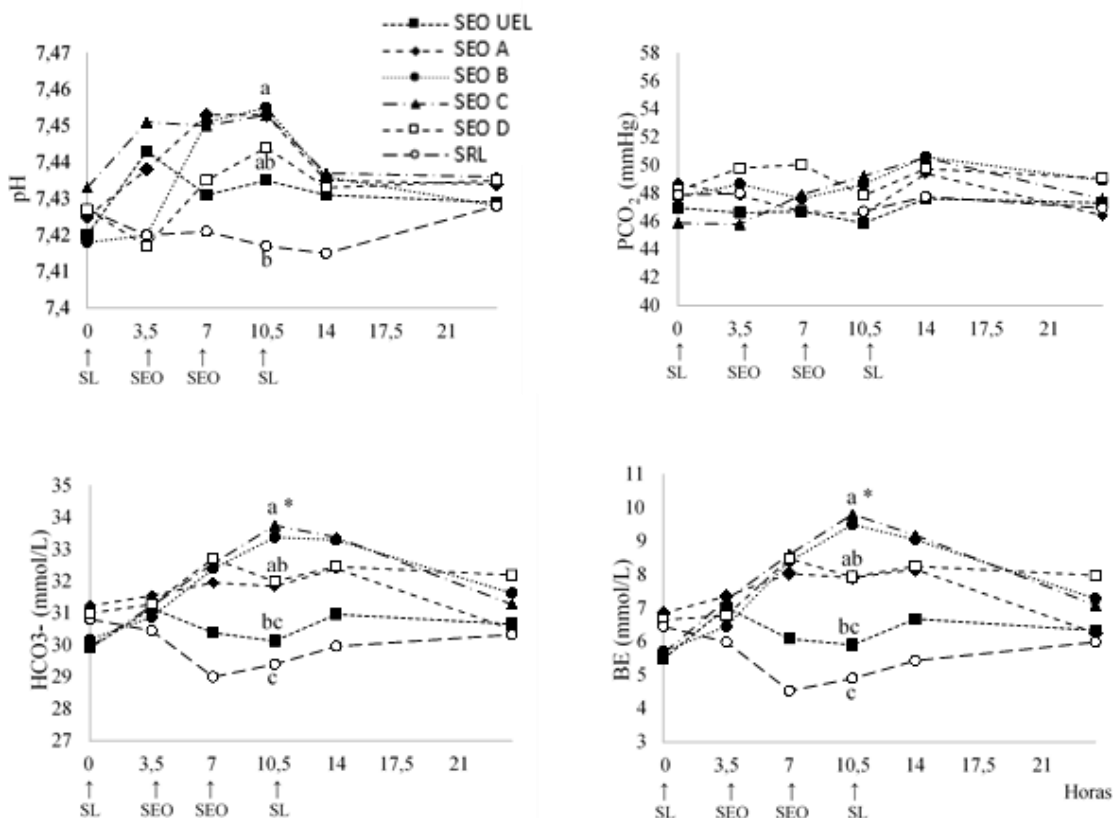 SEO UEL
SEO A
SEO B
SEO C
SEO D
SRL
7,47
7,46
7,45
7,44
7,43
7,42
7,41
7,4
pH
a
ab
b
0 3,5 7 10,5 14 17,5 21
↑ ↑ ↑ ↑
SL SEO SEO SL
58
56
54
52
50
48
46
44
42
40
PCO₂ (mmHg)
0 3,5 7 10,5 14 17,5 21
↑ ↑ ↑ ↑
SL SEO SEO SL
35
34
33
32
31
30
29
28
27
HCO3- (mmol/L)
a *
ab
bc
c
0 3,5 7 10,5 14 17,5 21
↑ ↑ ↑ ↑
SL SEO SEO SL
11
10
9
8
7
6
5
4
3
BE (mmol/L)
a *
ab
bc
c
0 3,5 7 10,5 14 17,5 21
↑ ↑ ↑ ↑ Horas
SL SEO SEO SL